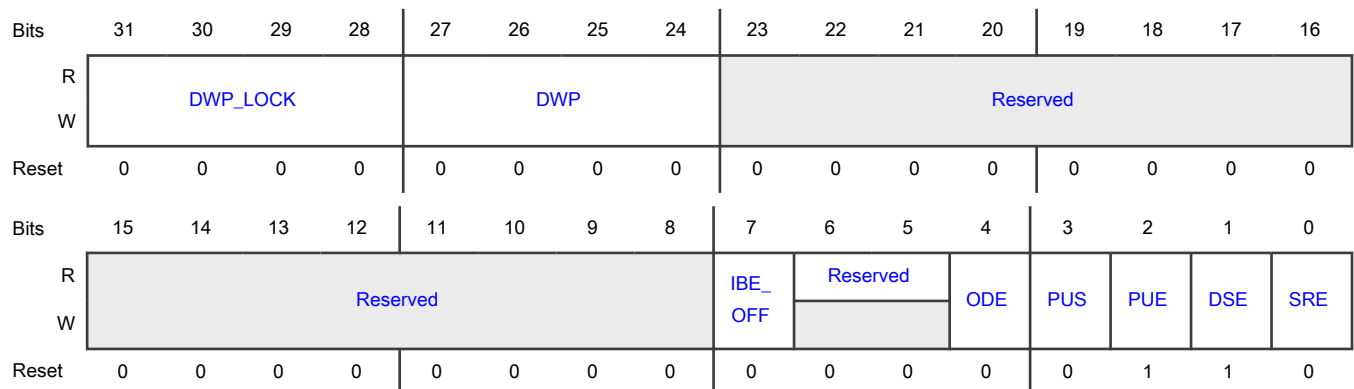 Bits 31 30 29 28 27 26 25 24 23 22 21 20 19 18 17 16
R
DWP_LOCK DWP Reserved
W
Reset 0 0 0 0 0 0 0 0 0 0 0 0 0 0 0 0
Bits 15 14 13 12 11 10 9 8 7 6 5 4 3 2 1 0
R Reserved
Reserved IBE_ ODE PUS PUE DSE SRE
OFF
W
Reset 0 0 0 0 0 0 0 0 0 0 0 0 0 1 1 0